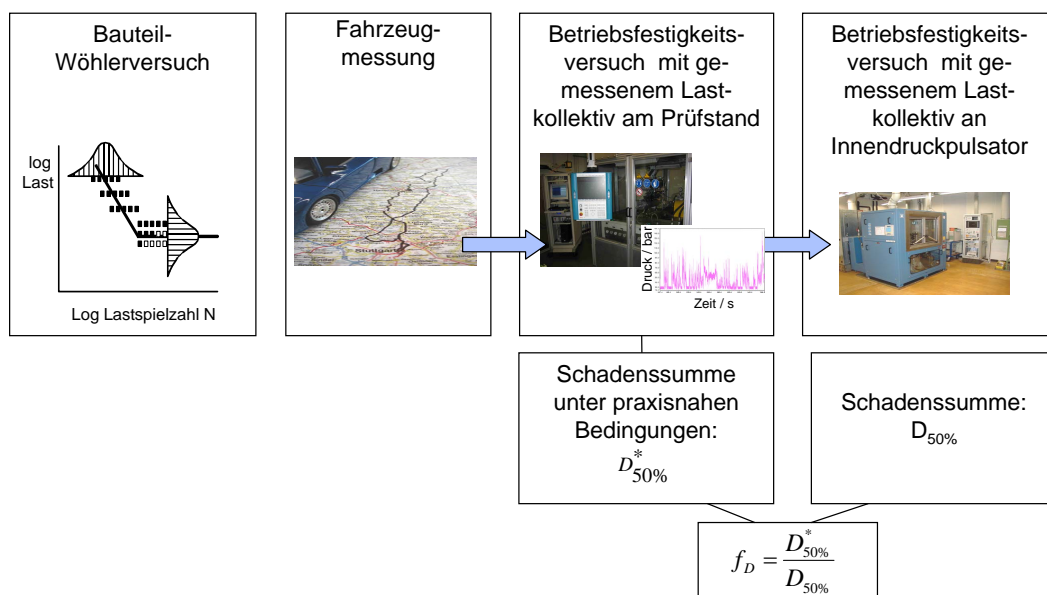 Bauteil-
Wöhlerversuch
log
Last
Log Lastspielzahl N
Fahrzeug-
messung
Stuttgart
Betriebsfestigkeits-
versuch mit ge-
messenem Last-
kollektiv am Prüfstand
Druck / bar
Zeit / s
Betriebsfestigkeits-
versuch mit ge-
messenem Last-
kollektiv an
Innendruckpulsator
Schadenssumme
unter praxisnahen
Bedingungen:
D*50%
Schadenssumme:
D50%
fD = D*50% / D50%